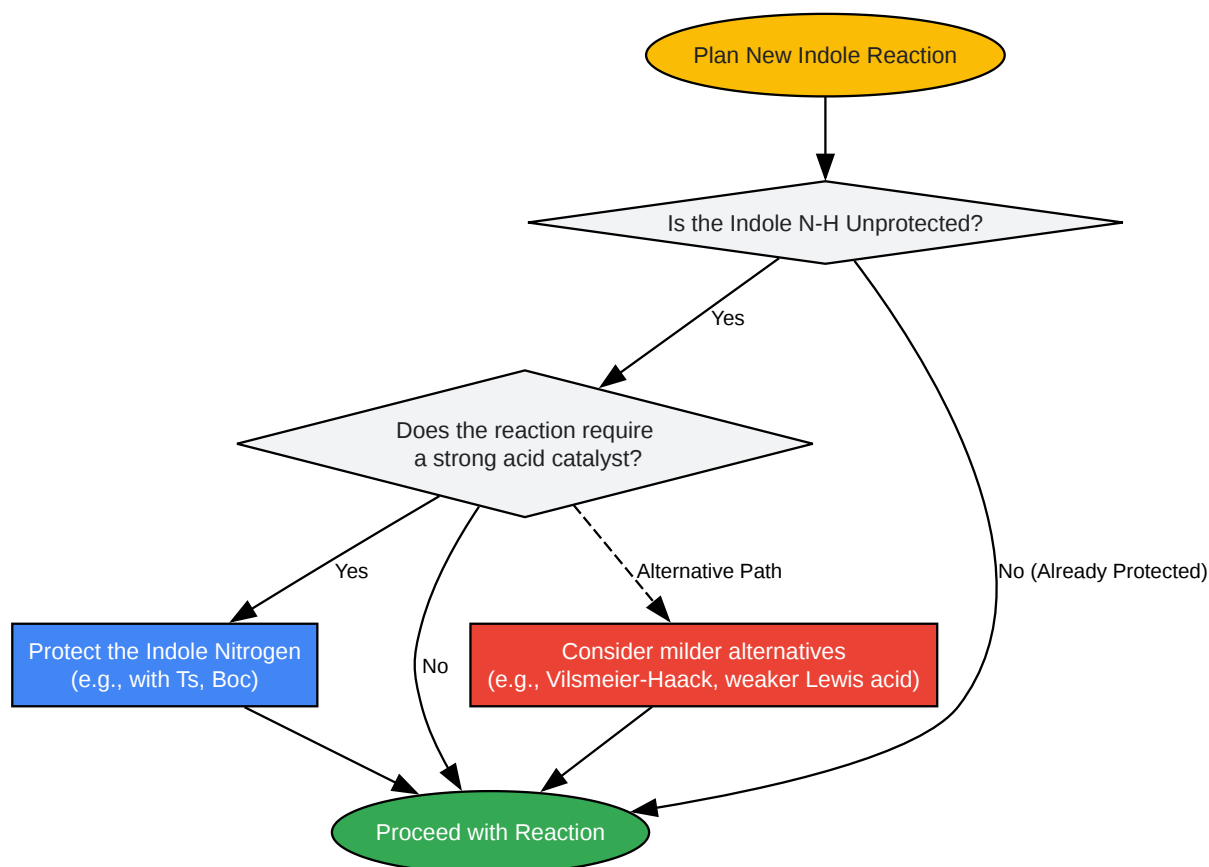 Plan New Indole Reaction
Is the Indole N-H Unprotected?
Yes
Does the reaction require
a strong acid catalyst?
Yes
Alternative Path
No (Already Protected)
Protect the Indole Nitrogen
(e.g., with Ts, Boc)
No
Consider milder alternatives
(e.g., Vilsmeier-Haack, weaker Lewis acid)
Proceed with Reaction